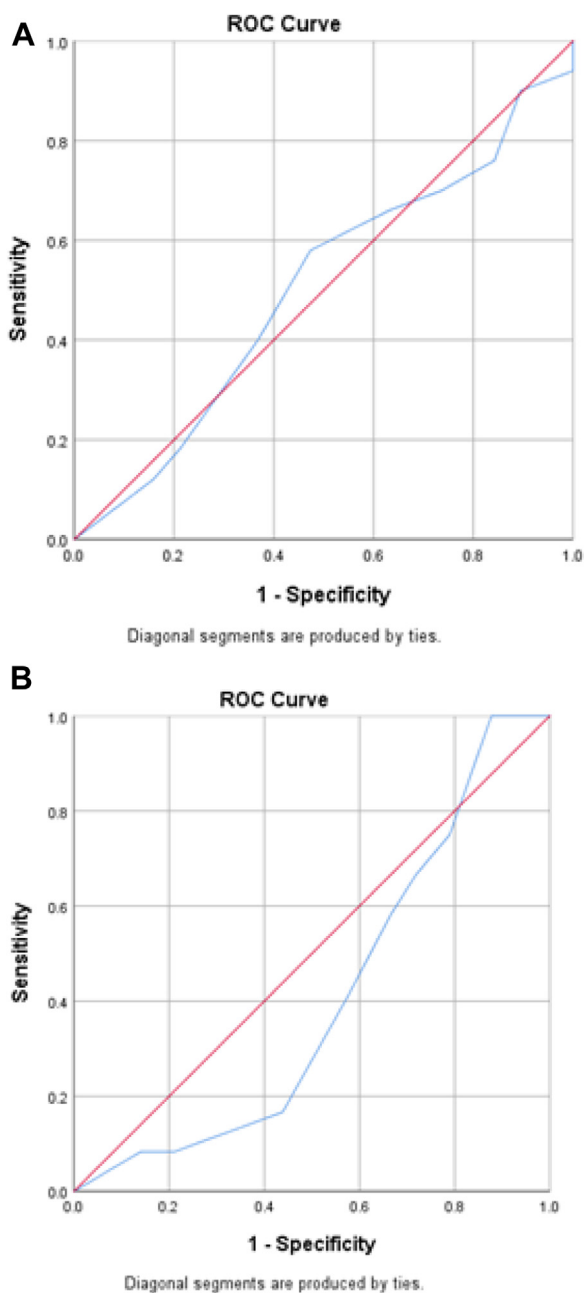 A
ROC Curve
1.0
0.8
0.6
0.4
0.2
0.0
Sensitivity
0.0 0.2 0.4 0.6 0.8 1.0
1 - Specificity
Diagonal segments are produced by ties.
B
ROC Curve
1.0
0.8
0.6
0.4
0.2
0.0
Sensitivity
0.0 0.2 0.4 0.6 0.8 1.0
1 - Specificity
Diagonal segments are produced by ties.